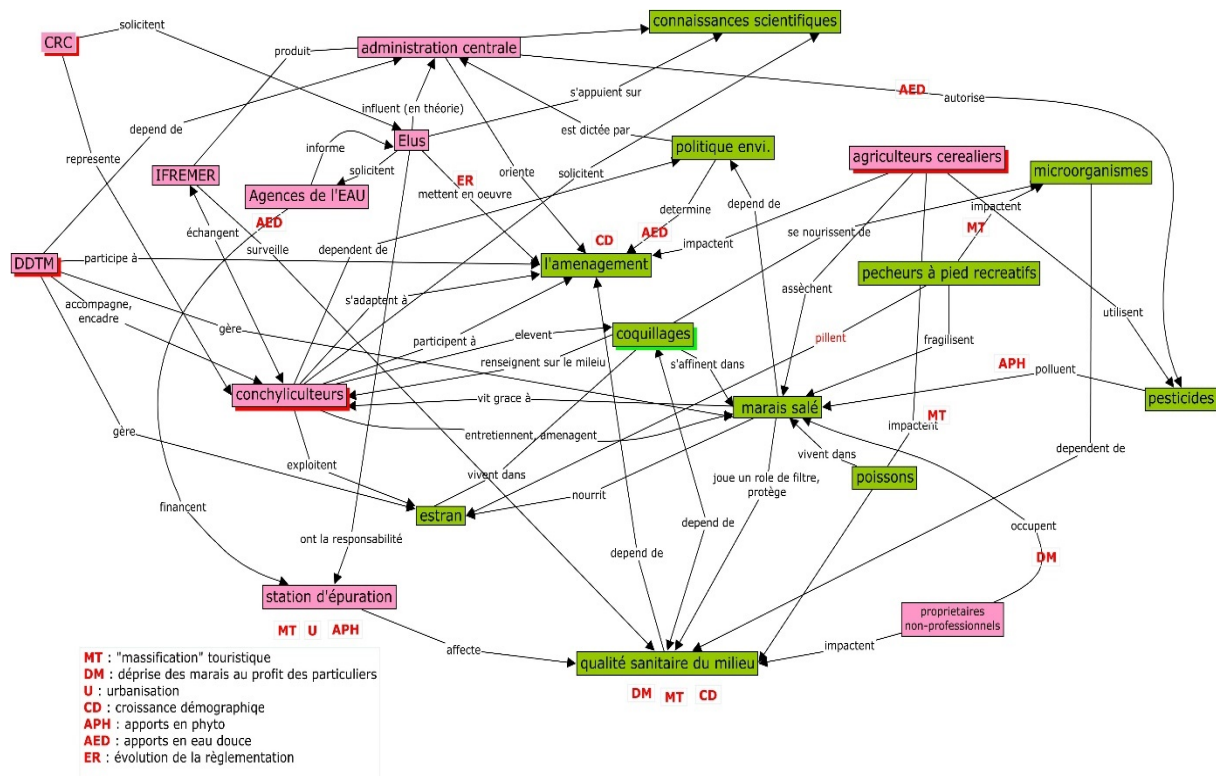 connaissances scientifiques
solicitent
CRC
produit
administration centrale
s'appuient sur
AED
autorise
influent (en théorie)
depend de
est dictée par
Elus
informe
politique envi.
agriculteurs cerealiers
represente
IFREMER
solicitent
ER
oriente
solicitent
microorganismes
Agences de l'EAU
mettent en oeuvre
depend de
impactent
AED
determine
MT
échangent
surveille
dependent de
CD
AED
impactent
se nourissent de
DDTM
participe à
l'amenagement
pecheurs à pied recreatifs
accompagne,
encadre
s'adaptent à
assèchent
utilisent
gère
participent à
elevent
coquillages
pillent
fragilisent
renseignent sur le mileiu
s'affinent dans
APH
polluent
conchyliculteurs
vit grace à
marais salé
pesticides
MT
impactent
gère
entretiennent, amenagent
vivent dans
dependent de
exploitent
vivent dans
joue un role de filtre,
protège
poissons
financent
estran
nourrit
depend de
occupent
ont la responsabilité
depend de
DM
station d'épuration
proprietaires
non-professionnels
MT U APH
affecte
impactent
qualité sanitaire du milieu
DM MT CD
MT : "massification" touristique
DM : déprise des marais au profit des particuliers
U : urbanisation
CD : croissance démographiqe
APH : apports en phyto
AED : apports en eau douce
ER : évolution de la règlementation